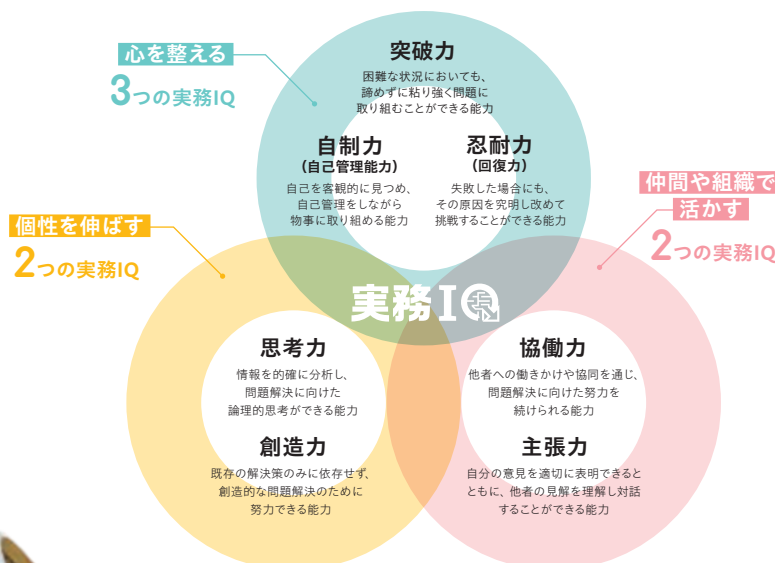 心を整える
3つの実務IQ
突破力
困難な状況においても、
諦めずに粘り強く問題に
取り組むことができる能力
自制力
(自己管理能力)
自己を客観的に見つめ、
自己管理をしながら
物事に取り組める能力
忍耐力
(回復力)
失敗した場合にも、
その原因を究明し改めて
挑戦することができる能力
仲間や組織で
活かす
2つの実務IQ
個性を伸ばす
2つの実務IQ
実務IQ
思考力
情報を的確に分析し、
問題解決に向けた
論理的思考ができる能力
創造力
既存の解決策のみに依存せず、
創造的な問題解決のために
努力できる能力
協働力
他者への働きかけや協同を通じ、
問題解決に向けた努力を
続けられる能力
主張力
自分の意見を適切に表明できると
ともに、他者の見解を理解し対話
することができる能力